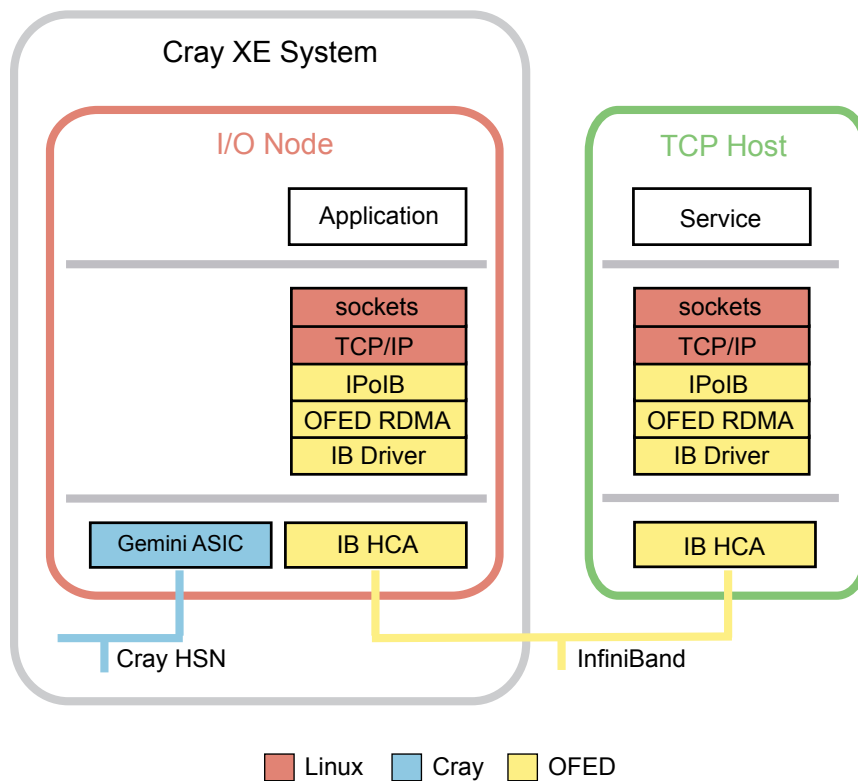 Cray XE System
I/O Node
TCP Host
Application
Service
sockets
TCP/IP
IPoIB
OFED RDMA
IB Driver
sockets
TCP/IP
IPoIB
OFED RDMA
IB Driver
Gemini ASIC
IB HCA
IB HCA
Cray HSN
InfiniBand
Linux
Cray
OFED